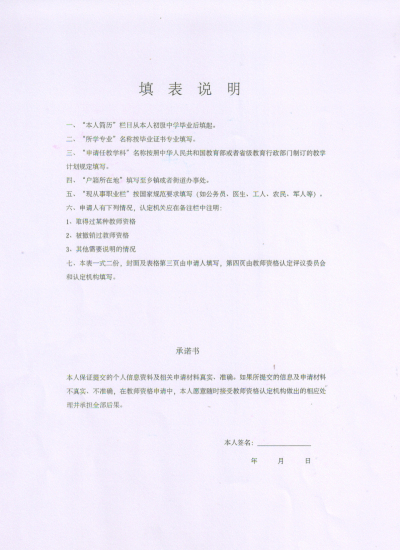 填 表 说 明
一、“本人简历”栏目从本人初级中学毕业后填起。
二、“所学专业”名称按毕业证书专业填写。
三、“申请任教学科”名称按照中华人民共和国教育部或者省级教育行政部门制订的教学
计划规定填写。
四、“户籍所在地”填写至乡镇或者街道办事处。
五、“现从事职业栏”按国家规范要求填写（如公务员、医生、工人、农民、军人等）。
六、申请人有下列情况，认定机关应在备注栏中注明：
1、取得过某种教师资格
2、被撤销过教师资格
3、其他需要说明的情况
七、本表一式二份，封面及表格第三页由申请人填写，第四页由教师资格认定评议委员会
和认定机构填写。
承诺书
本人保证提交的个人信息资料及相关申请材料真实、准确。如果所提交的信息及申请材料
不真实、不准确，在教师资格申请中，本人愿意随时接受教师资格认定机构做出的相应处
理并承担全部后果。
本人签名：
年 月 日